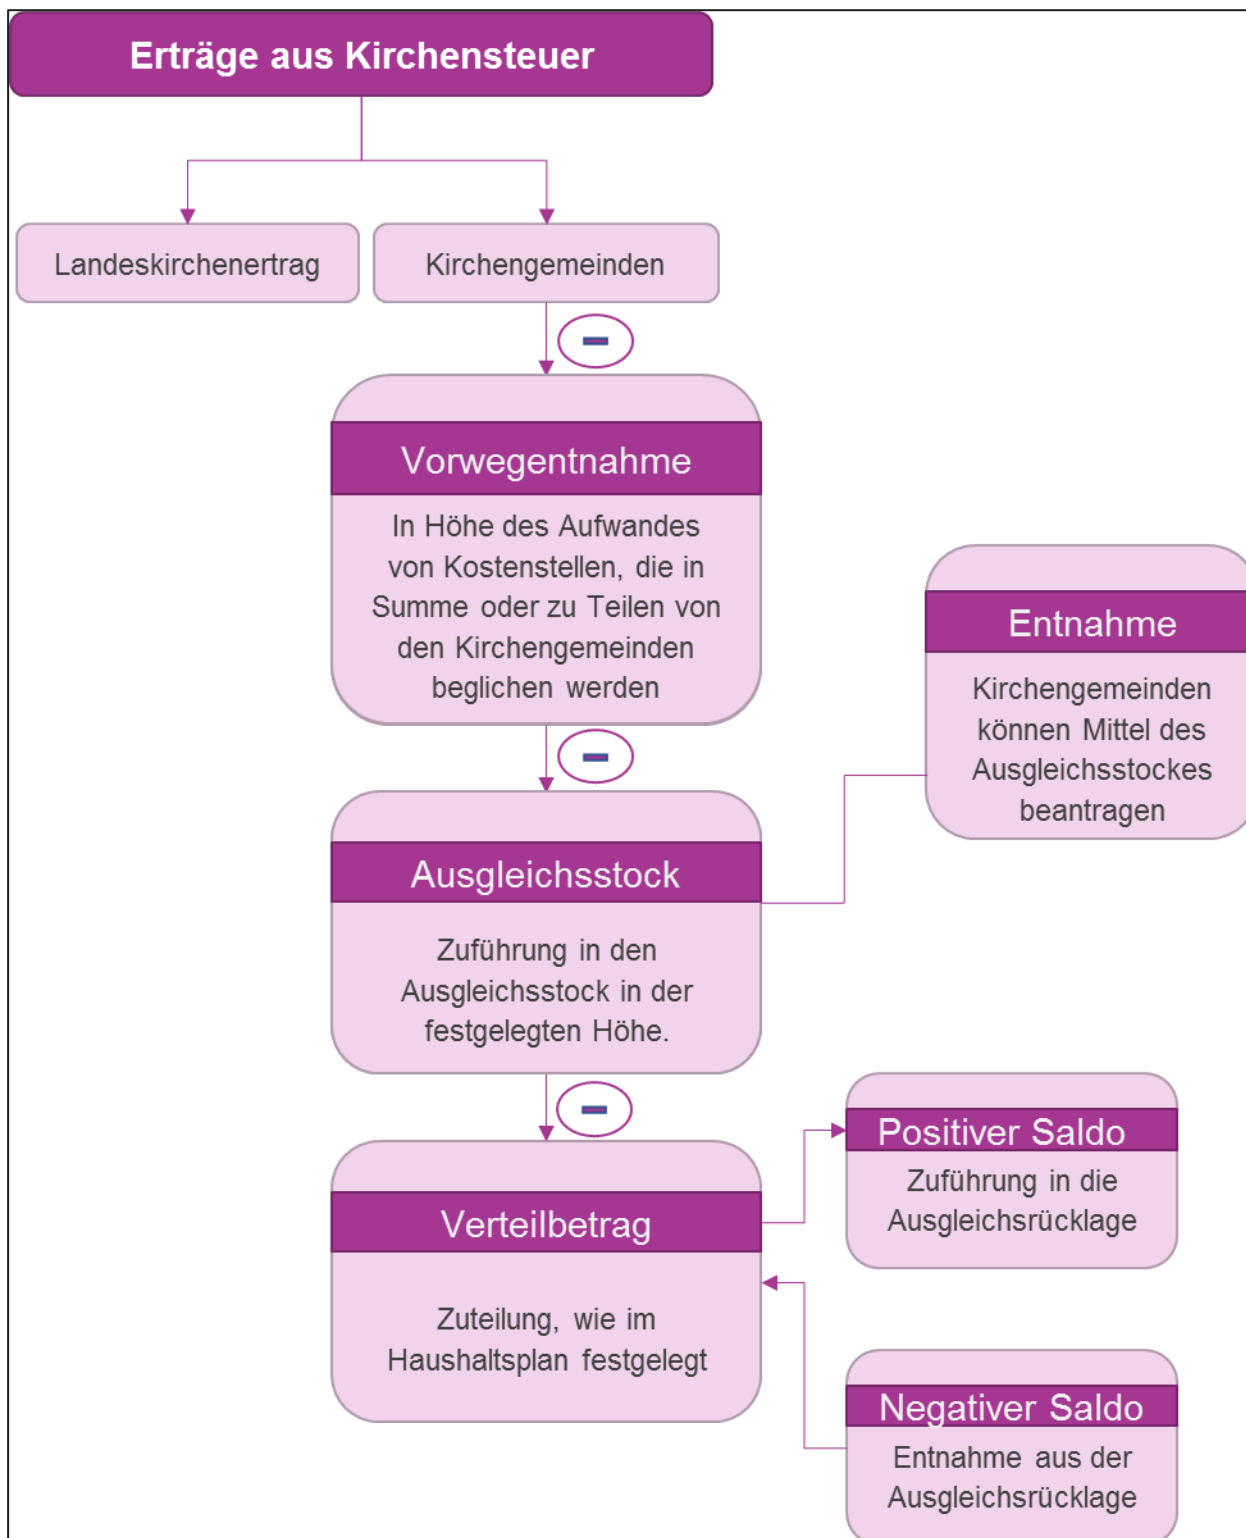 Erträge aus Kirchensteuer
Landeskirchenertrag
Kirchengemeinden
Vorwegentnahme
In Höhe des Aufwandes
von Kostenstellen, die in
Summe oder zu Teilen von
den Kirchengemeinden
beglichen werden
Entnahme
Kirchengemeinden
können Mittel des
Ausgleichsstockes
beantragen
Ausgleichsstock
Zuführung in den
Ausgleichsstock in der
festgelegten Höhe.
Verteilbetrag
Zuteilung, wie im
Haushaltsplan festgelegt
Positiver Saldo
Zuführung in die
Ausgleichsrücklage
Negativer Saldo
Entnahme aus der
Ausgleichsrücklage